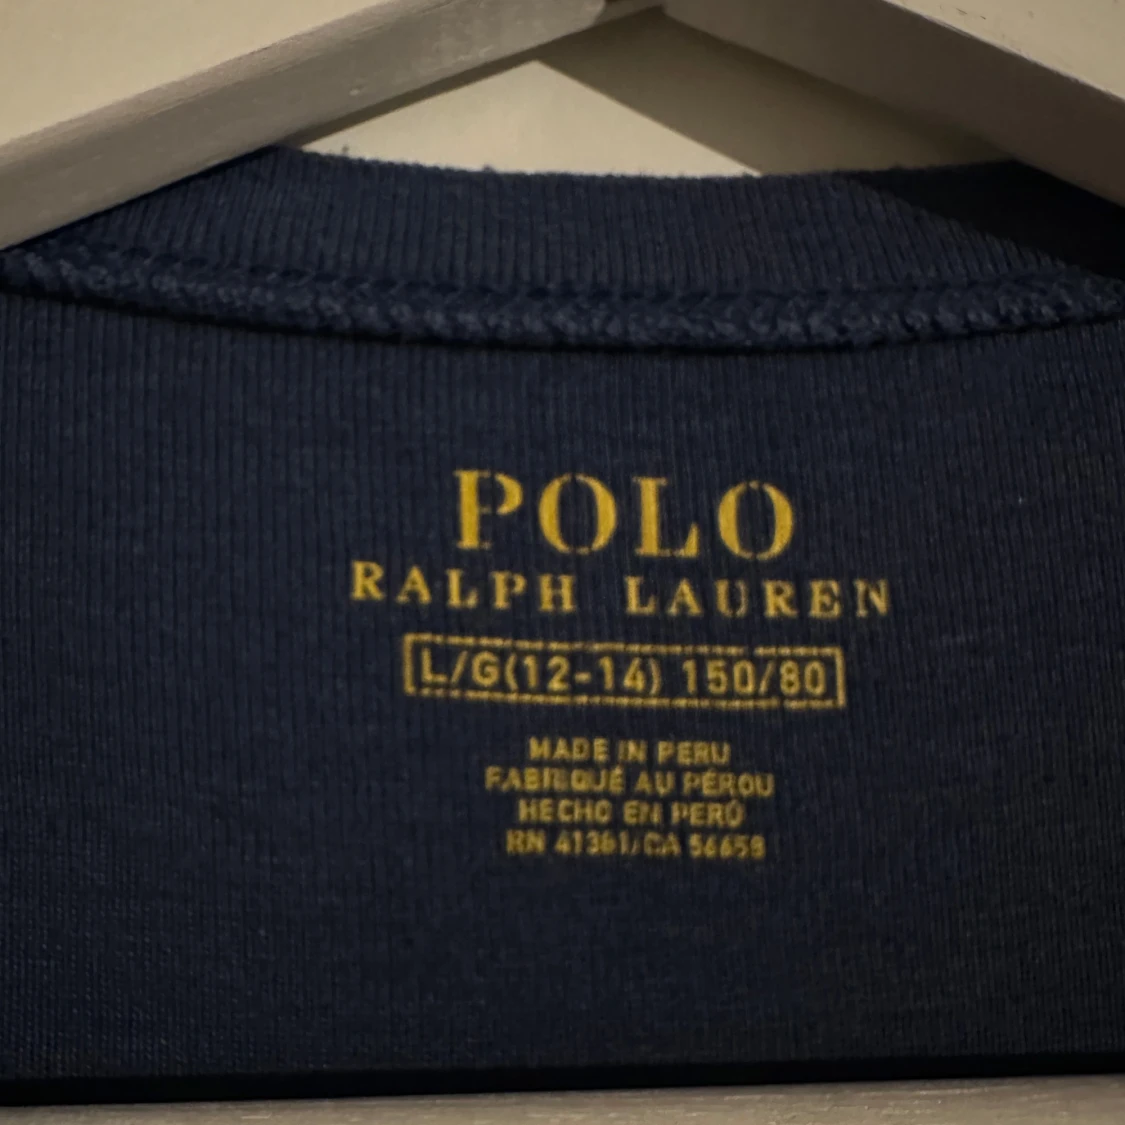 POLO
RALPH LAUREN
L/G(12-14) 150/80
MADE IN PERU
FABRIQUÉ AU PÉROU
HECHO EN PERÚ
RN 41381/CA 56658